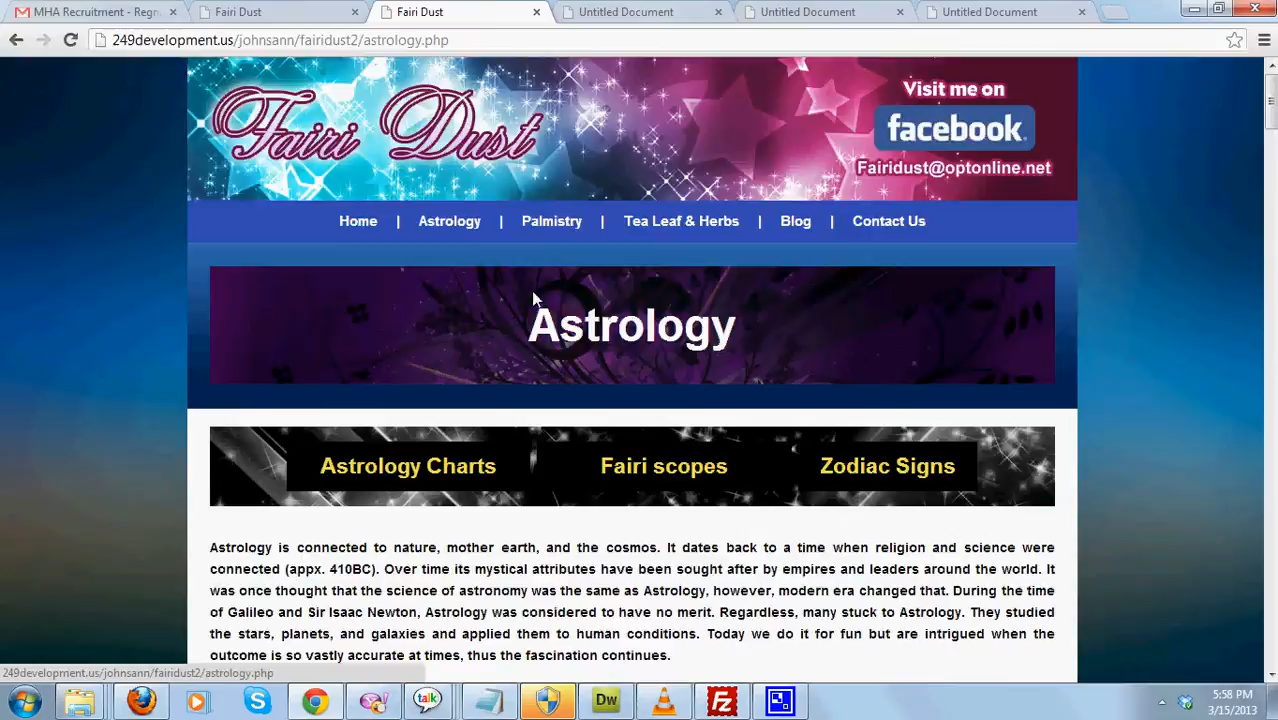 MHA Recruitment - Regn
Fairi Dust
Fairi Dust
Untitled Document
Untitled Document
Untitled Document
249development.us/johnsann/fairidust2/astrology.php
Fairi Dust
Visit me on
facebook.
Fairidust@optonline.net
Home | Astrology | Palmistry | Tea Leaf & Herbs | Blog | Contact Us
Astrology
Astrology Charts Fairi scopes Zodiac Signs
Astrology is connected to nature, mother earth, and the cosmos. It dates back to a time when religion and science were
connected (appx. 410BC). Over time its mystical attributes have been sought after by empires and leaders around the world. It
was once thought that the science of astronomy was the same as Astrology, however, modern era changed that. During the time
of Galileo and Sir Isaac Newton, Astrology was considered to have no merit. Regardless, many stuck to Astrology. They studied
the stars, planets, and galaxies and applied them to human conditions. Today we do it for fun but are intrigued when the
outcome is so vastly accurate at times, thus the fascination continues.
249development.us/johnsann/fairidust2/astrology.php
talk
Dw
Fz
5:58 PM
3/15/2013